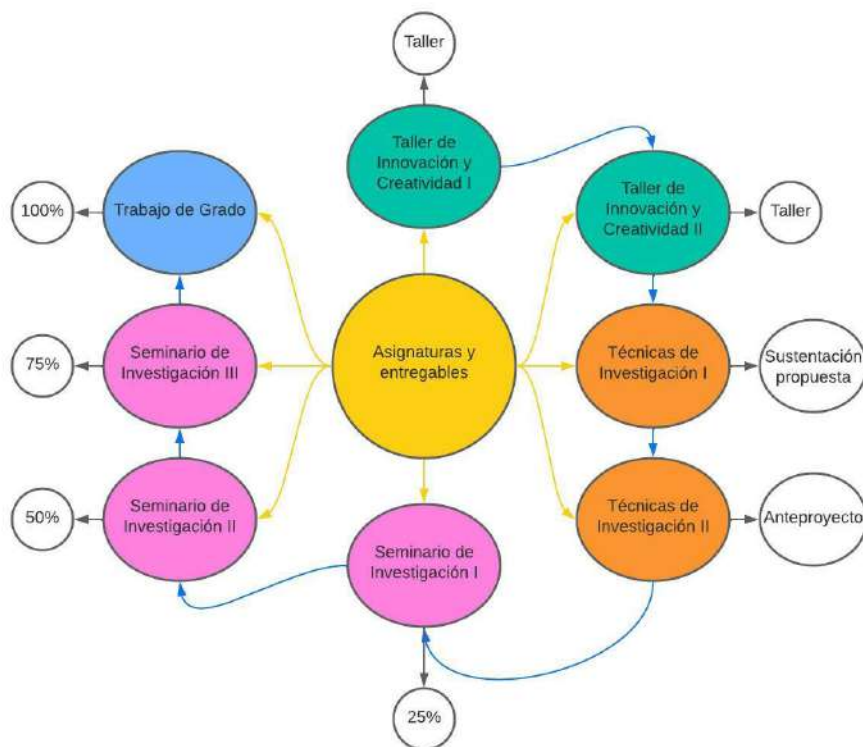 Taller
Taller de
Innovación y
Creatividad I
Taller de
Innovación y
Creatividad II
Taller
100%
Trabajo de Grado
75%
Seminario de
Investigación III
Asignaturas y
entregables
Técnicas de
Investigación I
Sustentación
propuesta
50%
Seminario de
Investigación II
Seminario de
Investigación I
Técnicas de
Investigación II
Anteproyecto
25%